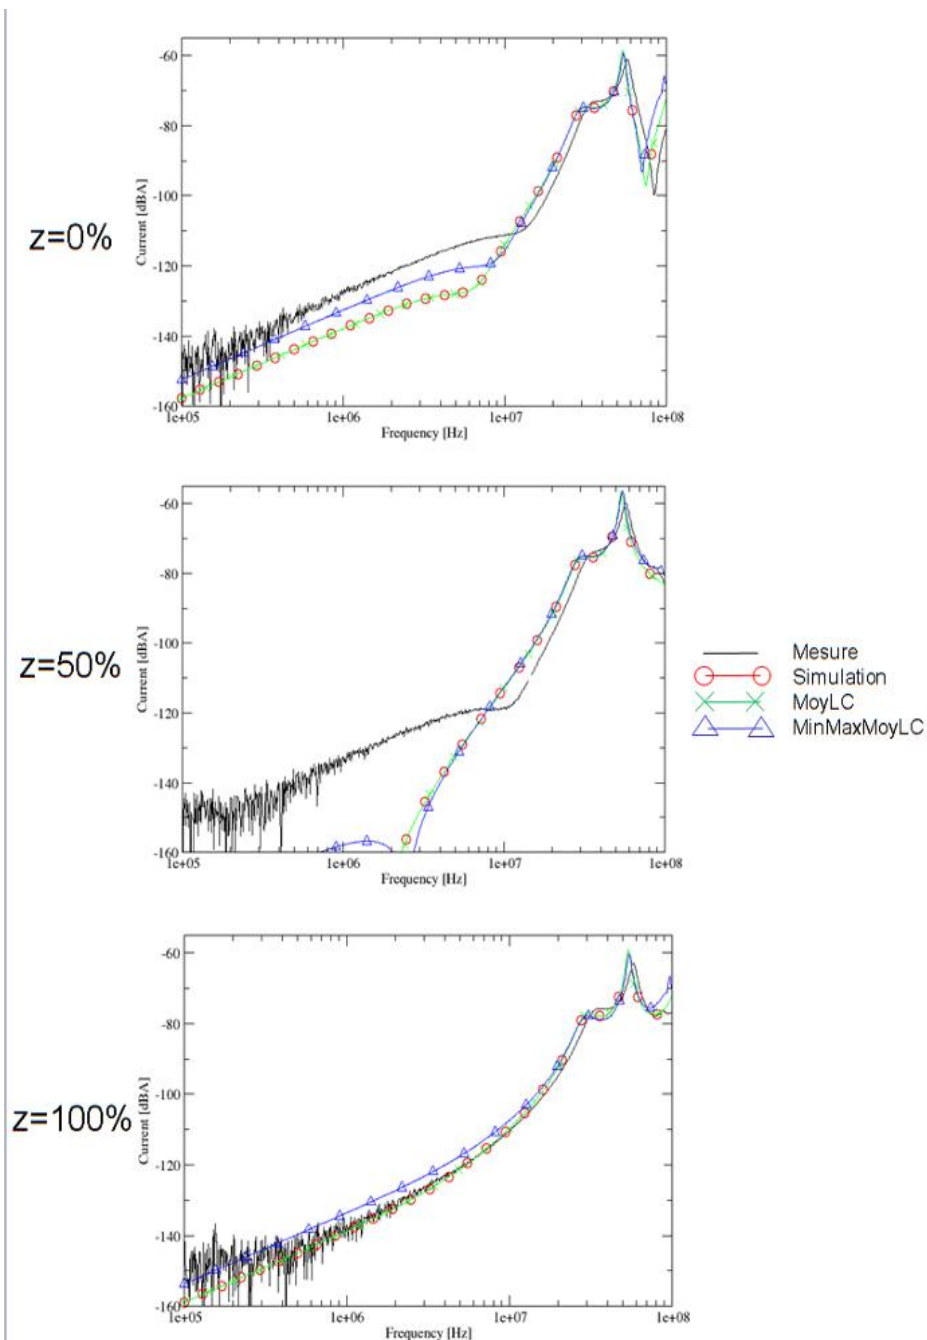 -60
-80
-100
-120
-140
-160
Current [dBA]
1e+05
1e+06
1e+07
1e+08
Frequency [Hz]
z=0%
-60
-80
-100
-120
-140
-160
Current [dBA]
1e+05
1e+06
1e+07
1e+08
Frequency [Hz]
z=50%
Mesure
Simulation
MoyLC
MinMaxMoyLC
-60
-80
-100
-120
-140
-160
Current [dBA]
1e+05
1e+06
1e+07
1e+08
Frequency [Hz]
z=100%